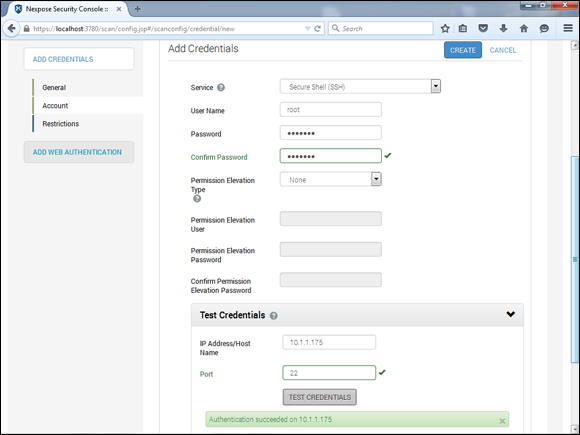 Nexpose Security Console ::
https://localhost:3780/scan/config.jsp#/scanconfig/credential/new
Search
ADD CREDENTIALS
General
Account
Restrictions
ADD WEB AUTHENTICATION
Add Credentials
CREATE
CANCEL
Service
Secure Shell (SSH)
User Name
root
Password
•••••••
Confirm Password
•••••••
Permission Elevation
Type
None
Permission Elevation
User
Permission Elevation
Password
Confirm Permission
Elevation Password
Test Credentials
IP Address/Host
Name
10.1.1.175
Port
22
TEST CREDENTIALS
Authentication succeeded on 10.1.1.175.